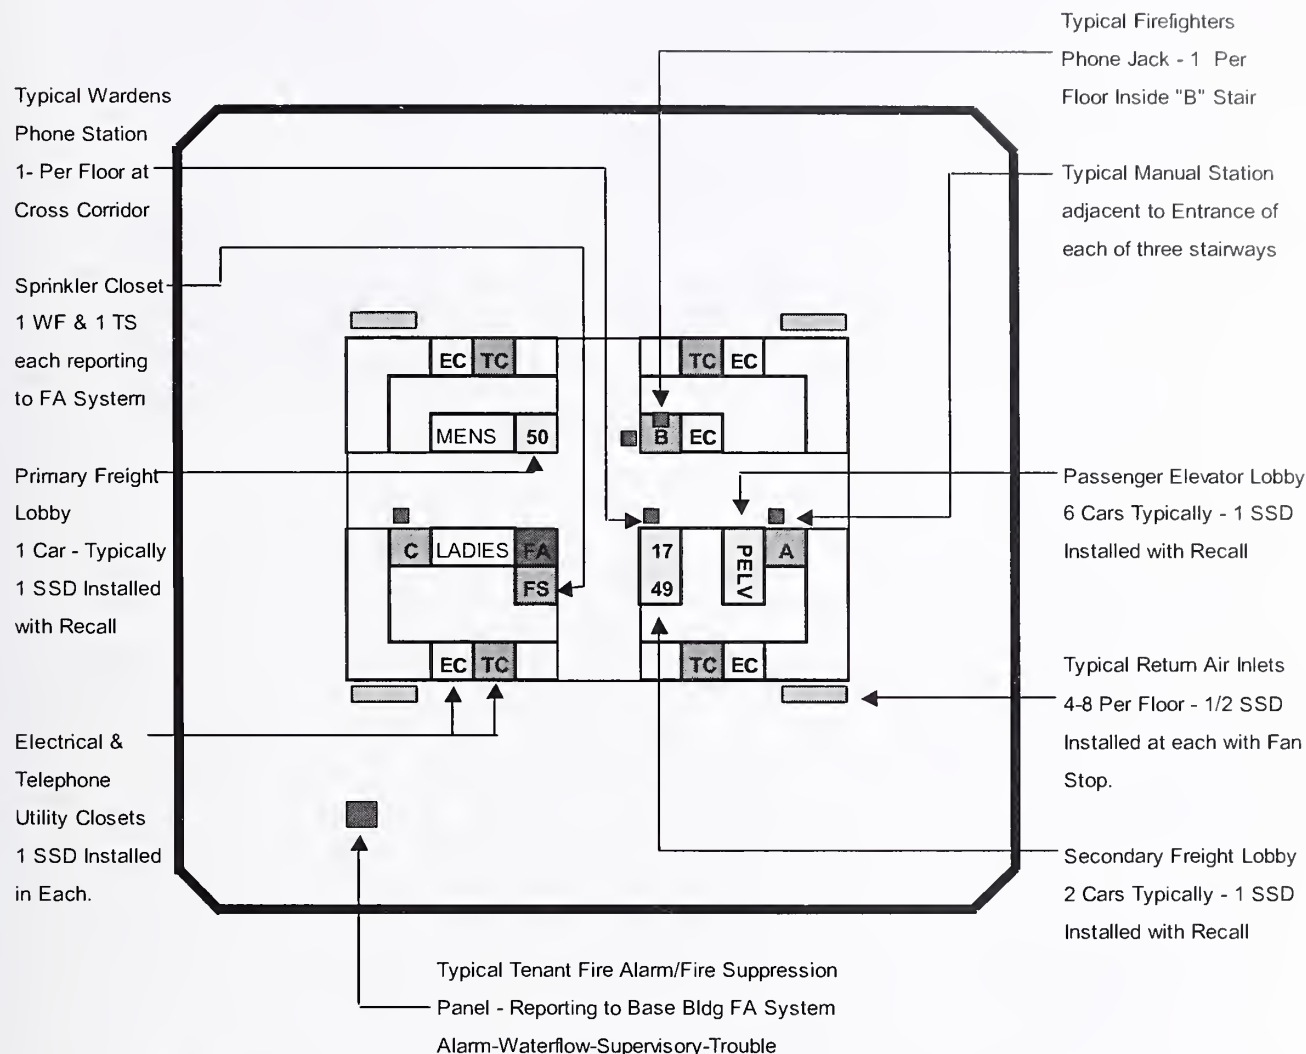 Typical Firefighters
Phone Jack - 1 Per
Floor Inside "B" Stair
Typical Wardens
Phone Station
1- Per Floor at
Cross Corridor
Typical Manual Station
adjacent to Entrance of
each of three stairways
Sprinkler Closet
1 WF & 1 TS
each reporting
to FA System
EC TC
TC EC
MENS 50
B EC
Primary Freight
Lobby
1 Car - Typically
1 SSD Installed
with Recall
Passenger Elevator Lobby
6 Cars Typically - 1 SSD
Installed with Recall
C LADIES FA
FS
17
49
PELV
A
EC TC
TC EC
Typical Return Air Inlets
4-8 Per Floor - 1/2 SSD
Installed at each with Fan
Stop.
Electrical &
Telephone
Utility Closets
1 SSD Installed
in Each.
Secondary Freight Lobby
2 Cars Typically - 1 SSD
Installed with Recall
Typical Tenant Fire Alarm/Fire Suppression
Panel - Reporting to Base Bldg FA System
Alarm-Waterflow-Supervisory-Trouble